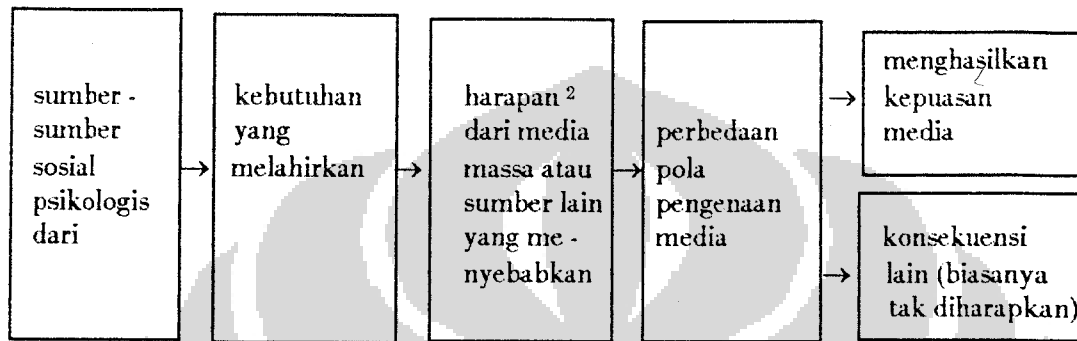 sumber -
sumber
sosial
psikologis
dari
kebutuhan
yang
melahirkan
harapan ²
dari media
massa atau
sumber lain
yang me -
nyebabkan
perbedaan
pola
pengenaan
media
menghasilkan
kepuasan
media
konsekuensi
lain (biasanya
tak diharapkan)